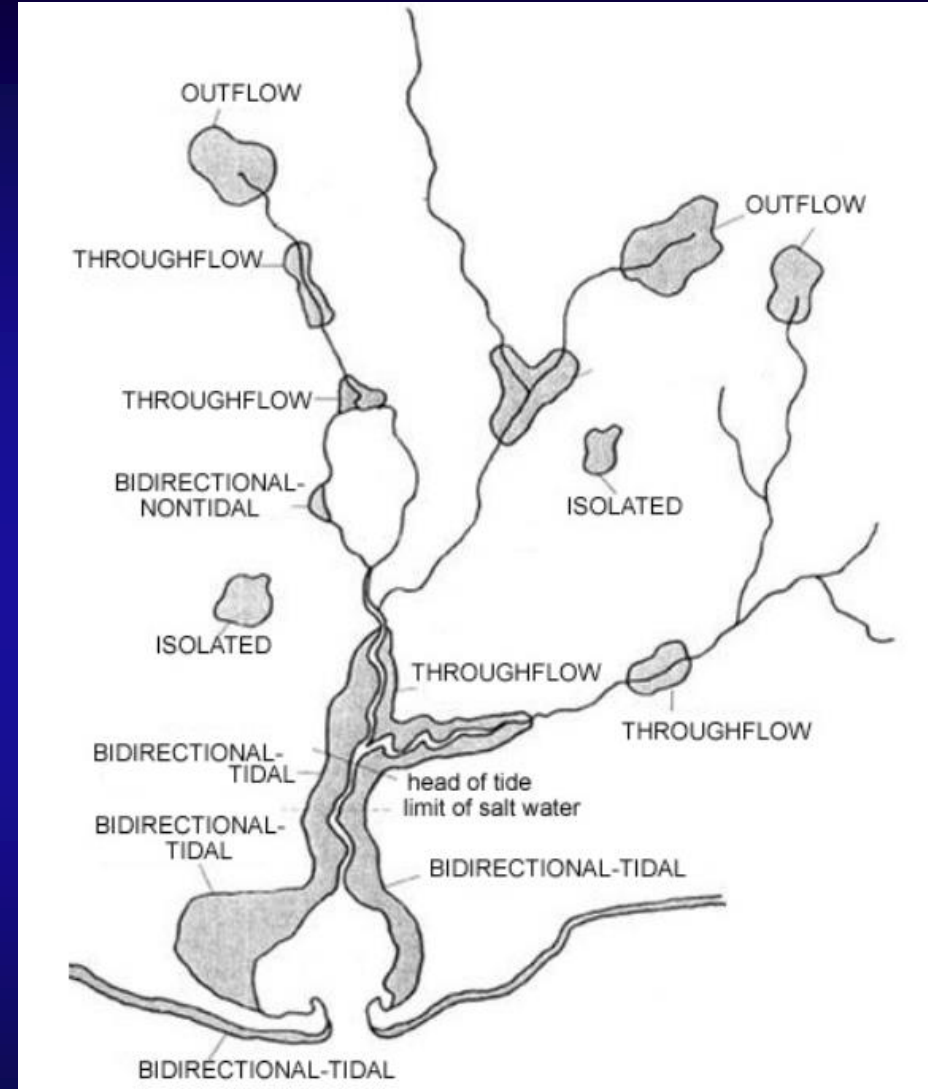 OUTFLOW
OUTFLOW
THROUGHFLOW
THROUGHFLOW
BIDIRECTIONAL-
NONTIDAL
ISOLATED
ISOLATED
THROUGHFLOW
THROUGHFLOW
BIDIRECTIONAL-
TIDAL
head of tide
limit of salt water
BIDIRECTIONAL-
TIDAL
BIDIRECTIONAL-TIDAL
BIDIRECTIONAL-TIDAL